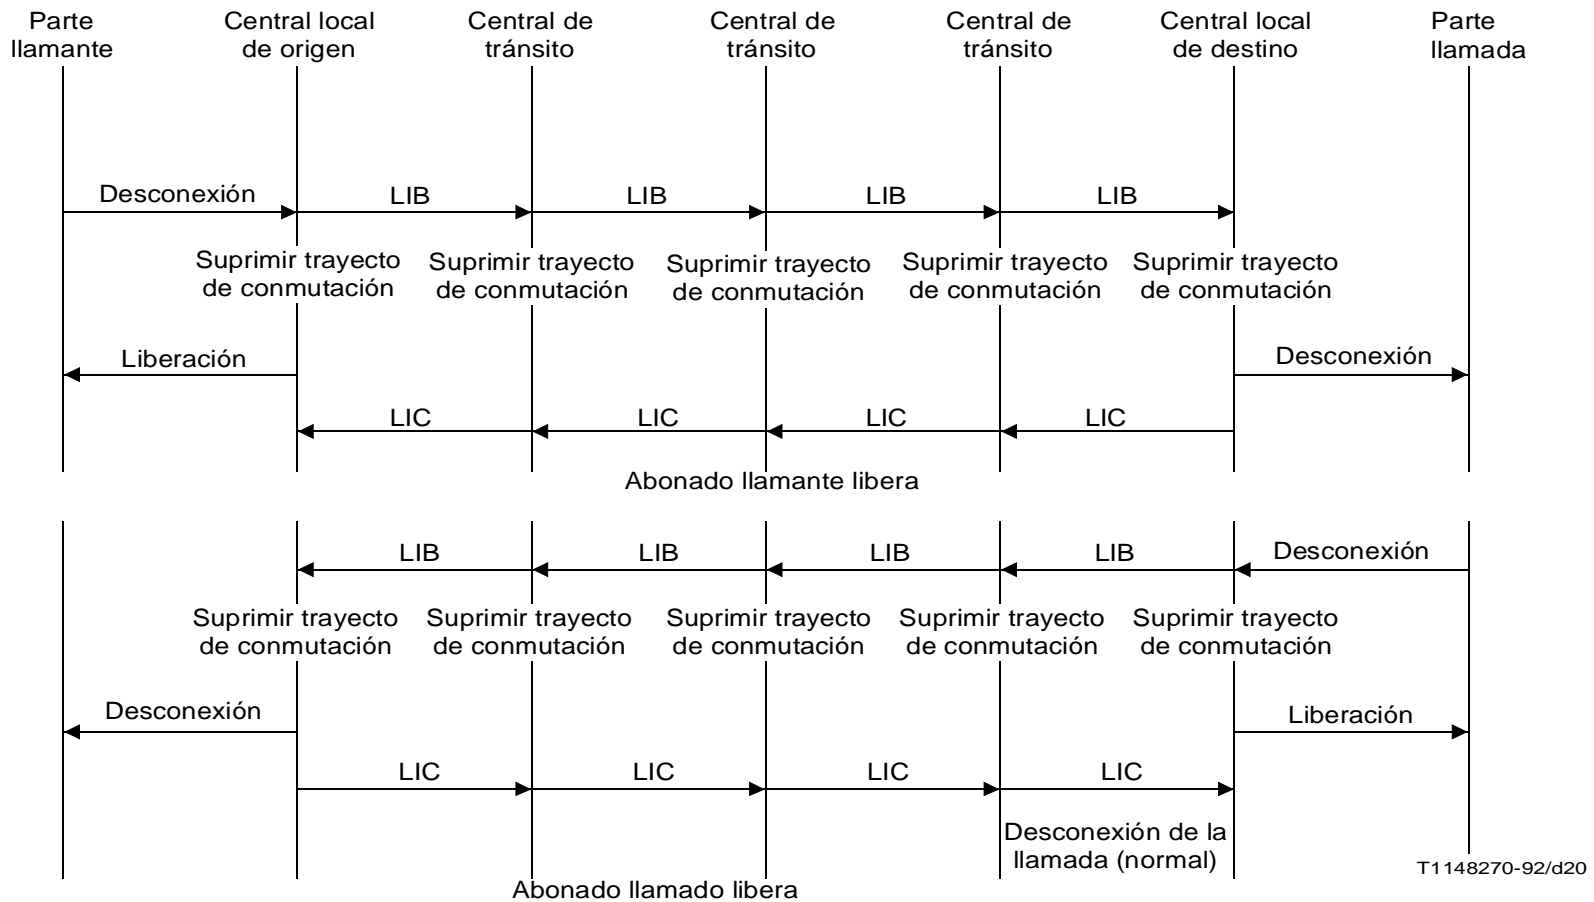 Parte
llamante
Central local
de origen
Central de
tránsito
Central de
tránsito
Central de
tránsito
Central local
de destino
Parte
llamada
Desconexión
LIB
LIB
LIB
LIB
Suprimir trayecto
de conmutación
Suprimir trayecto
de conmutación
Suprimir trayecto
de conmutación
Suprimir trayecto
de conmutación
Suprimir trayecto
de conmutación
Liberación
Desconexión
LIC
LIC
LIC
LIC
Abonado llamante libera
LIB
LIB
LIB
LIB
Desconexión
Suprimir trayecto
de conmutación
Suprimir trayecto
de conmutación
Suprimir trayecto
de conmutación
Suprimir trayecto
de conmutación
Suprimir trayecto
de conmutación
Desconexión
Liberación
LIC
LIC
LIC
LIC
Desconexión de la
llamada (normal)
T1148270-92/d20
Abonado llamado libera